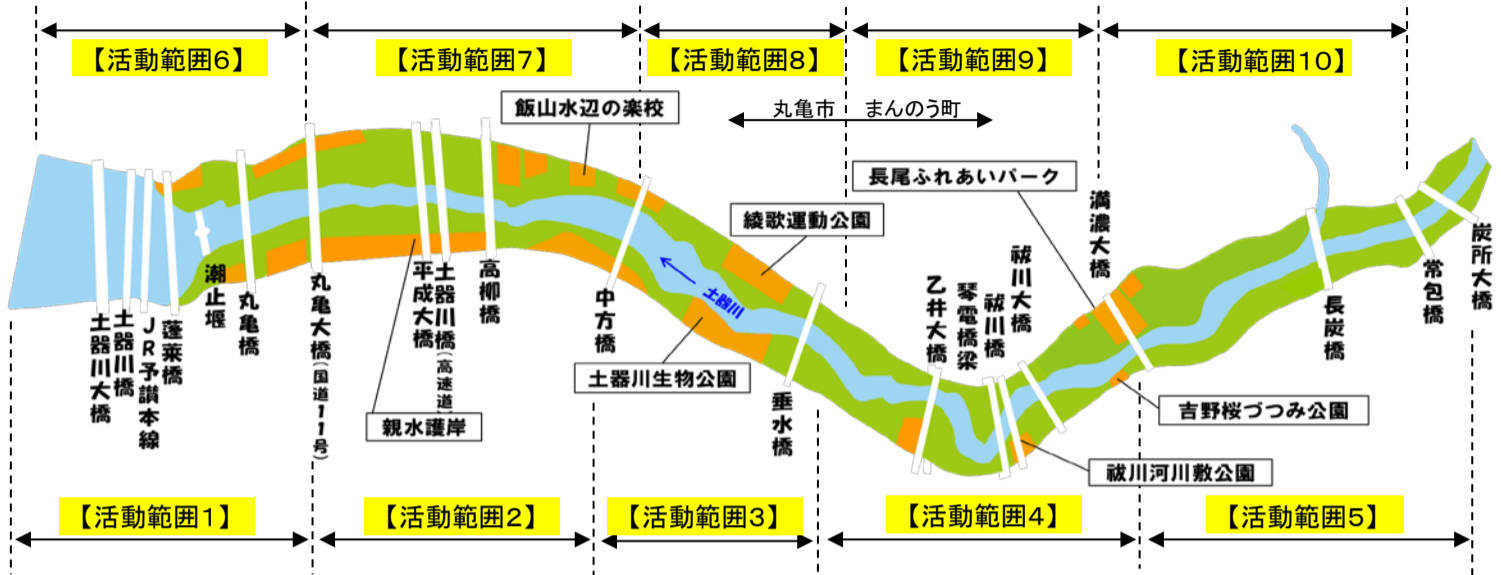 【活動範囲6】
【活動範囲7】
【活動範囲8】
【活動範囲9】
【活動範囲10】
丸亀市
まんのう町
飯山水辺の楽校
長尾ふれあいパーク
綾歌運動公園
土器川
土器川生物公園
親水護岸
吉野桜づつみ公園
祓川河川敷公園
土器川大橋
土器川橋
JR予讃本線
蓬莱橋
潮止堰
丸亀橋
丸亀大橋(国道11号)
平成大橋
土器川橋(高速道
高柳橋
中方橋
垂水橋
乙井大橋
琴電橋梁
祓川橋
祓川大橋
満濃大橋
長炭橋
常包橋
炭所大橋
【活動範囲1】
【活動範囲2】
【活動範囲3】
【活動範囲4】
【活動範囲5】